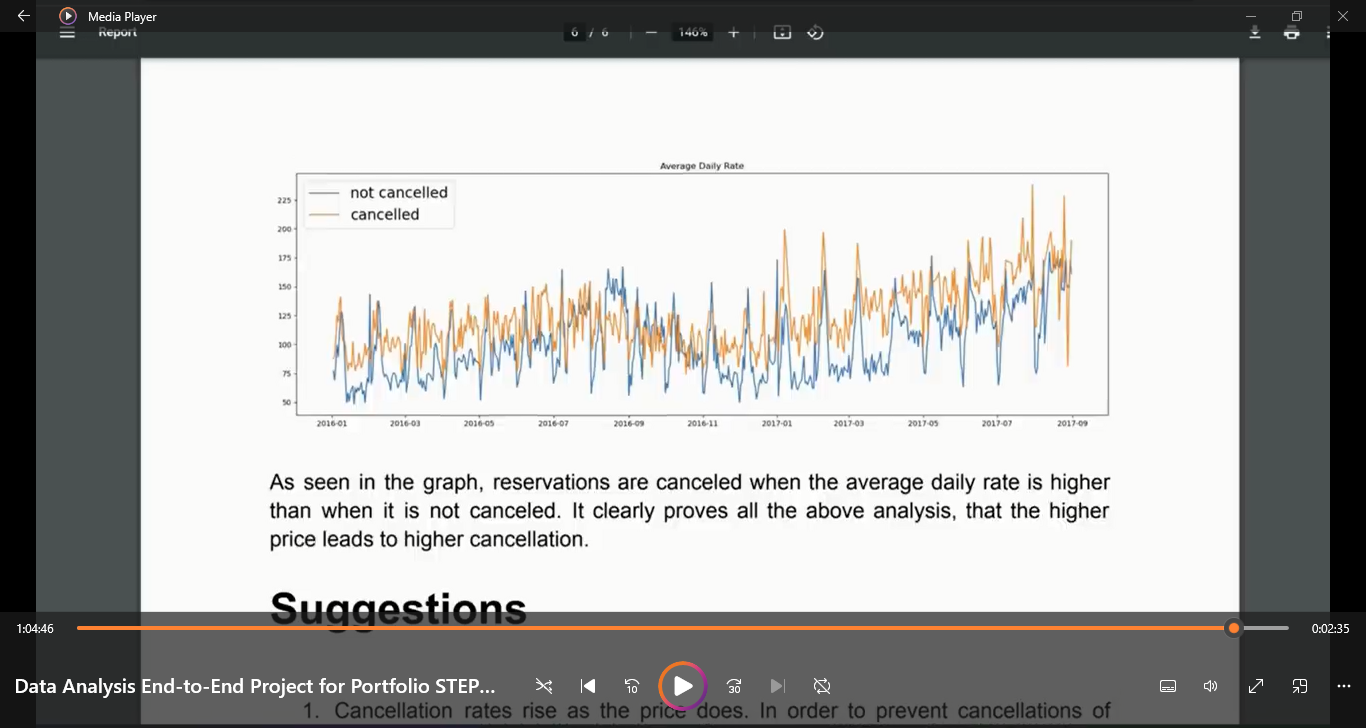 Media Player
Report
6 / 6
146%
Average Daily Rate
not cancelled
cancelled
225
200
175
150
125
100
75
50
2016-01 2016-03 2016-05 2016-07 2016-09 2016-11 2017-01 2017-03 2017-05 2017-07 2017-09
As seen in the graph, reservations are canceled when the average daily rate is higher
than when it is not canceled. It clearly proves all the above analysis, that the higher
price leads to higher cancellation.
Suggestions
1:04:46
0:02:35
Data Analysis End-to-End Project for Portfolio STEP...
10
30
1. Cancellation rates rise as the price does. In order to prevent cancellations of